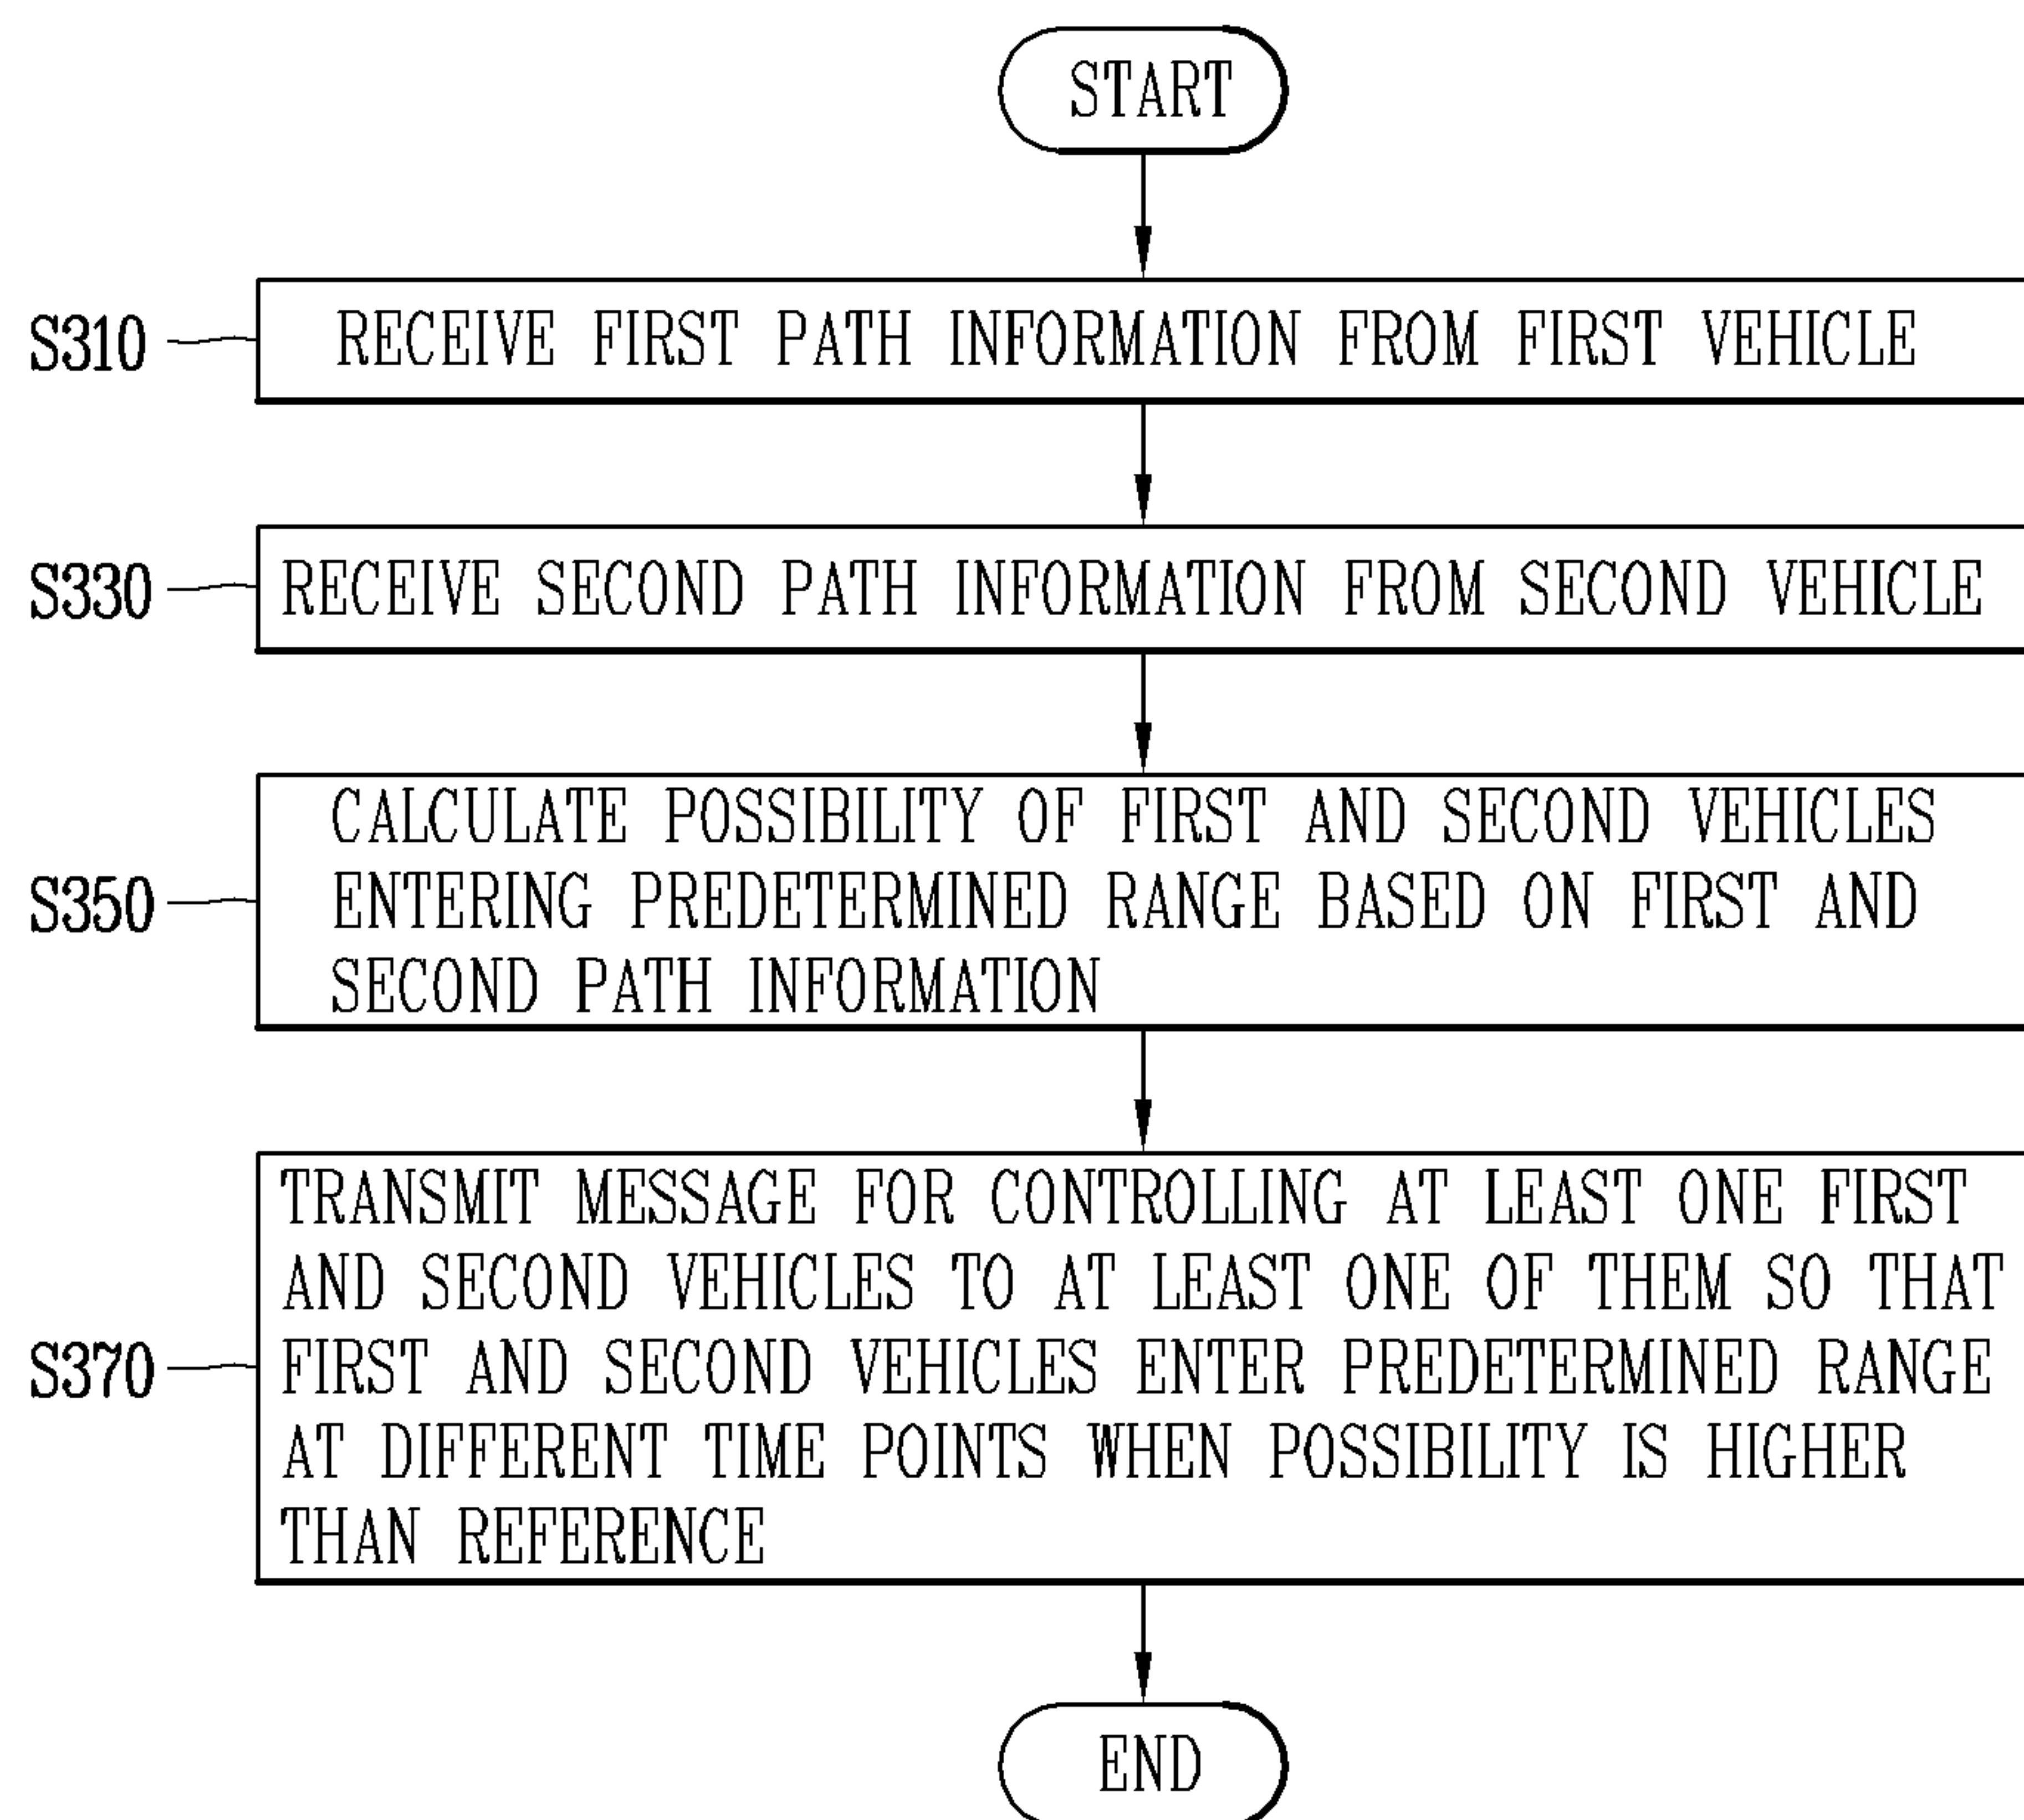 START
S310
RECEIVE FIRST PATH INFORMATION FROM FIRST VEHICLE
S330
RECEIVE SECOND PATH INFORMATION FROM SECOND VEHICLE
S350
CALCULATE POSSIBILITY OF FIRST AND SECOND VEHICLES
ENTERING PREDETERMINED RANGE BASED ON FIRST AND
SECOND PATH INFORMATION
S370
TRANSMIT MESSAGE FOR CONTROLLING AT LEAST ONE FIRST
AND SECOND VEHICLES TO AT LEAST ONE OF THEM SO THAT
FIRST AND SECOND VEHICLES ENTER PREDETERMINED RANGE
AT DIFFERENT TIME POINTS WHEN POSSIBILITY IS HIGHER
THAN REFERENCE
END